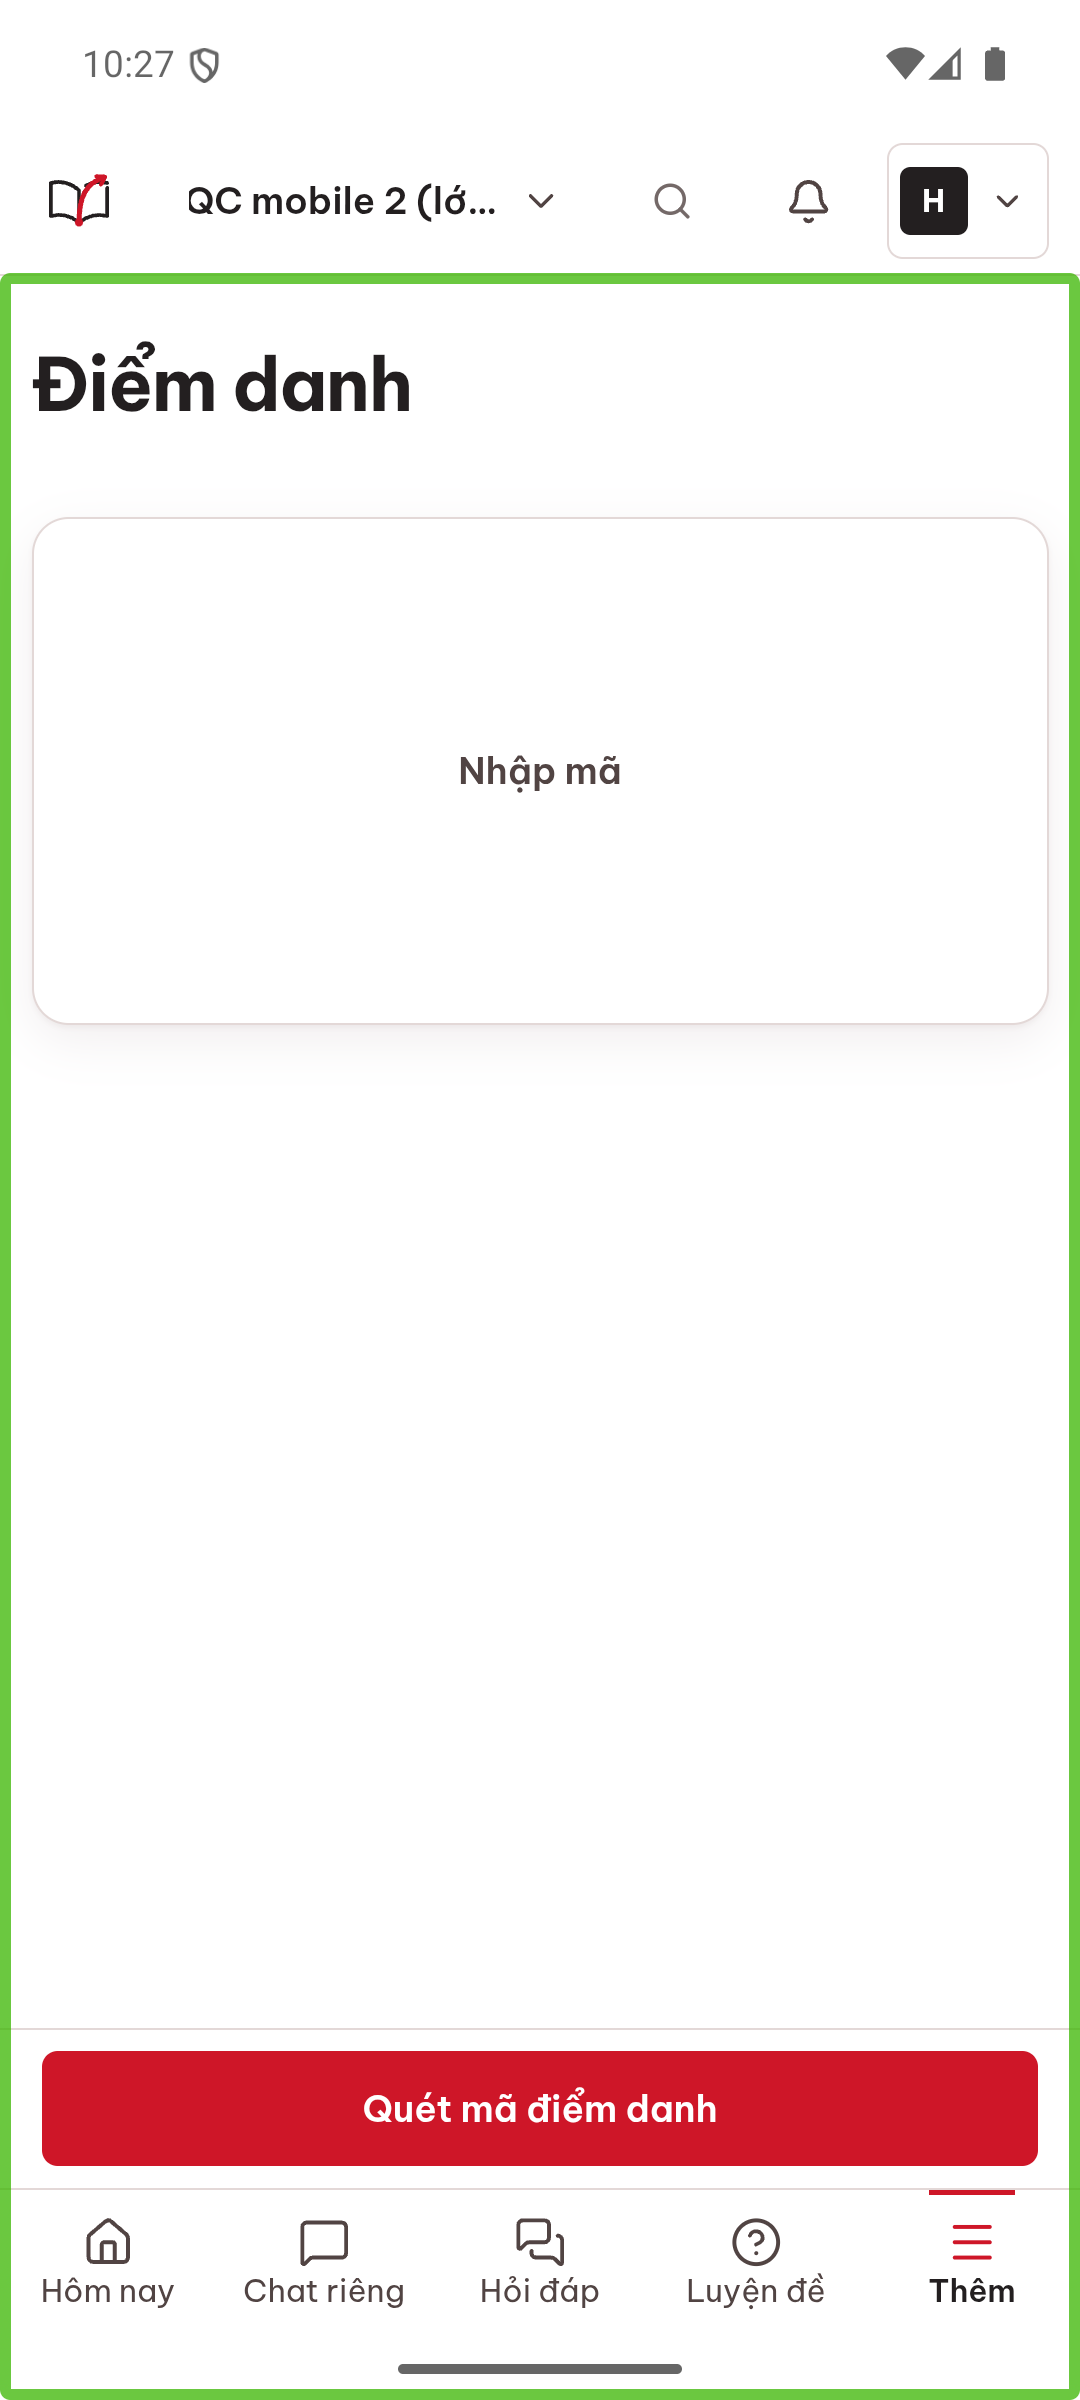 10:27
QC mobile 2 (lớ...
H
Điểm danh
Nhập mã
Quét mã điểm danh
Hôm nay
Chat riêng
Hỏi đáp
Luyện đề
Thêm